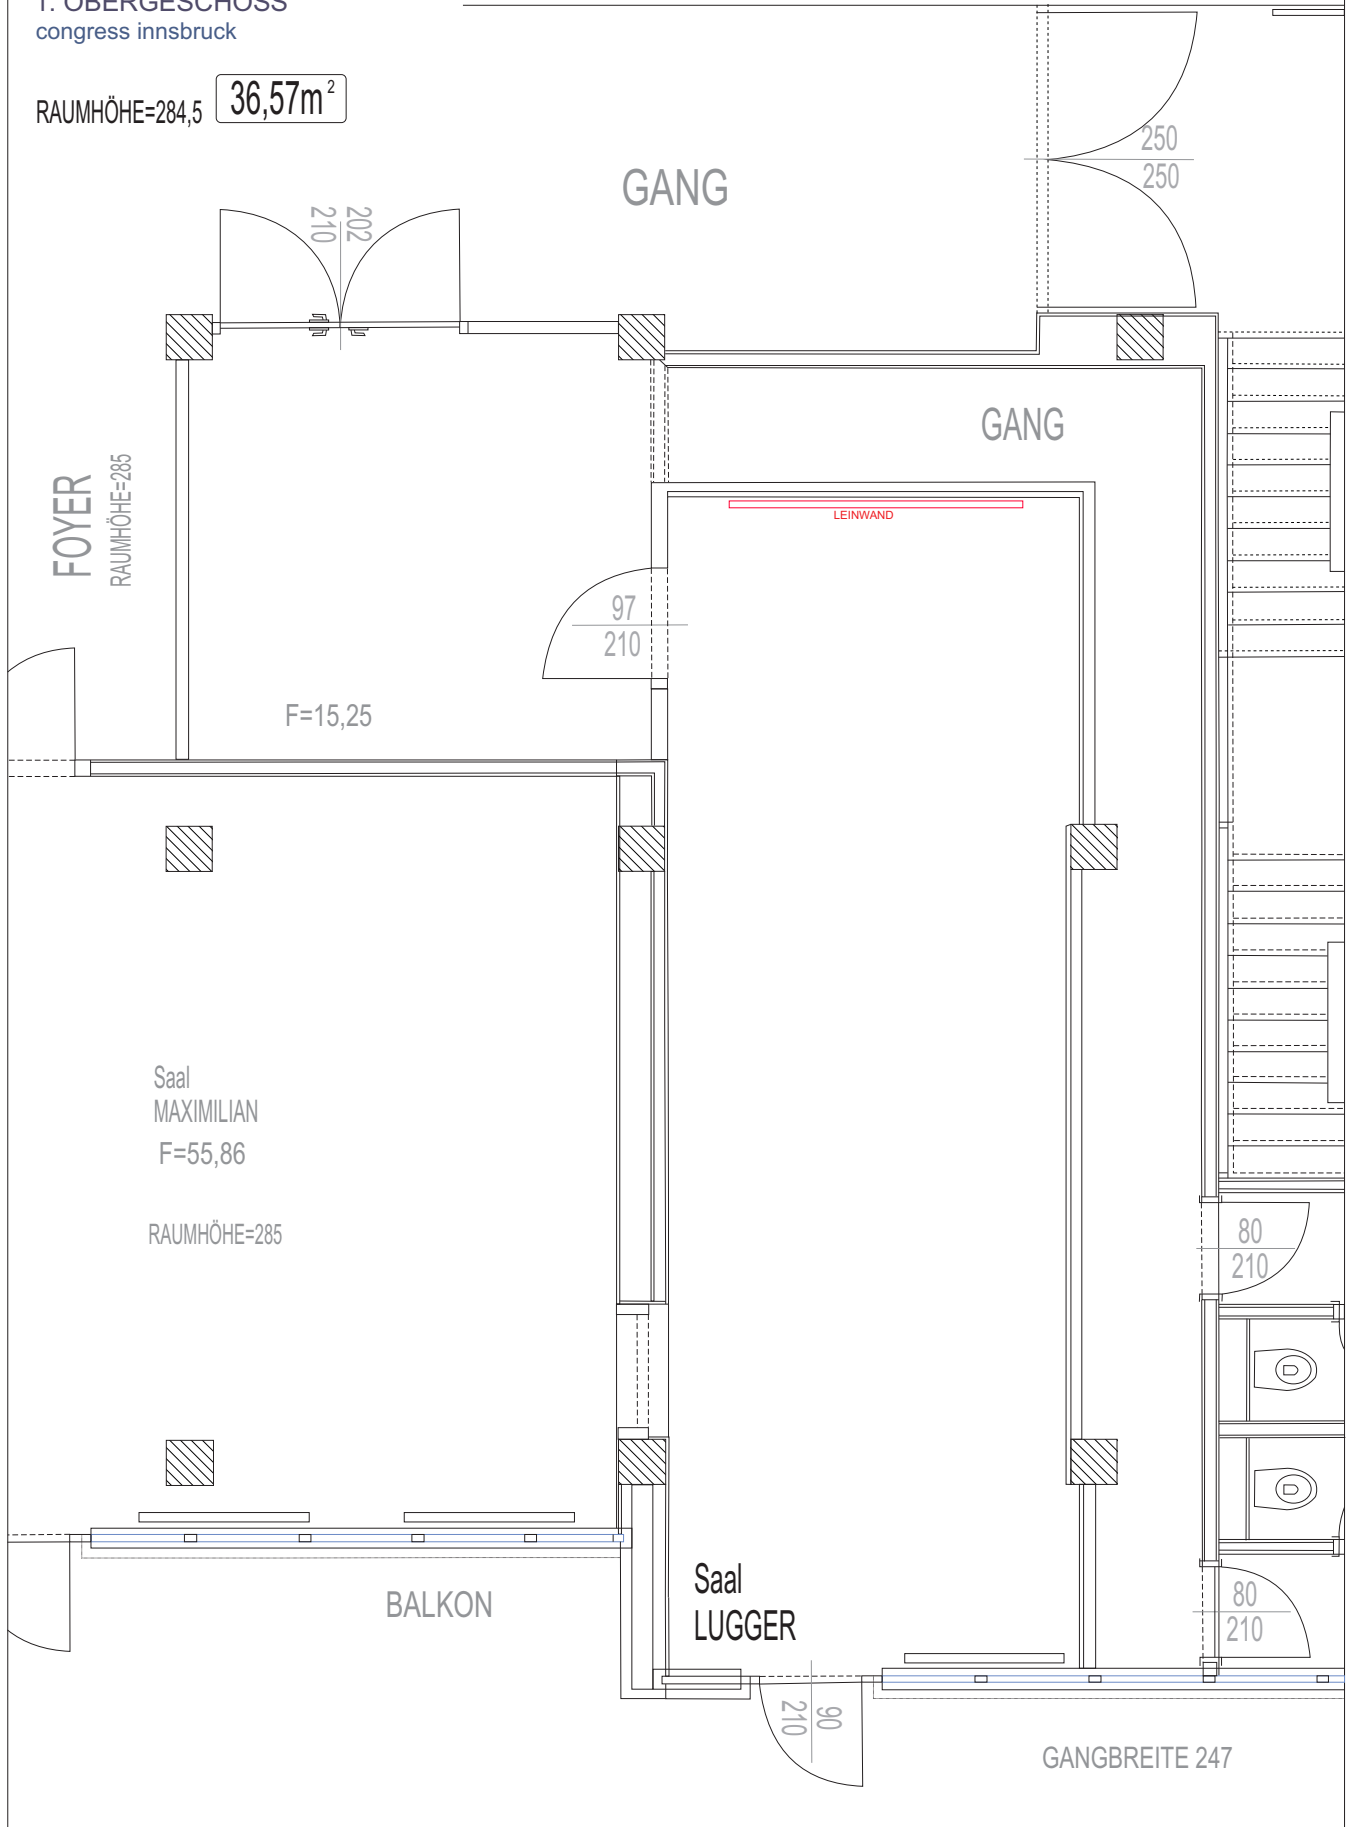 1. OBERGESCHOSS
congress innsbruck
RAUMHÖHE=284,5 36,57m²
250
250
GANG
202
210
GANG
FOYER
RAUMHÖHE=285
LEINWAND
97
210
F=15,25
Saal
MAXIMILIAN
F=55,86
RAUMHÖHE=285
80
210
Saal
LUGGER
BALKON
80
210
90
210
GANGBREITE 247